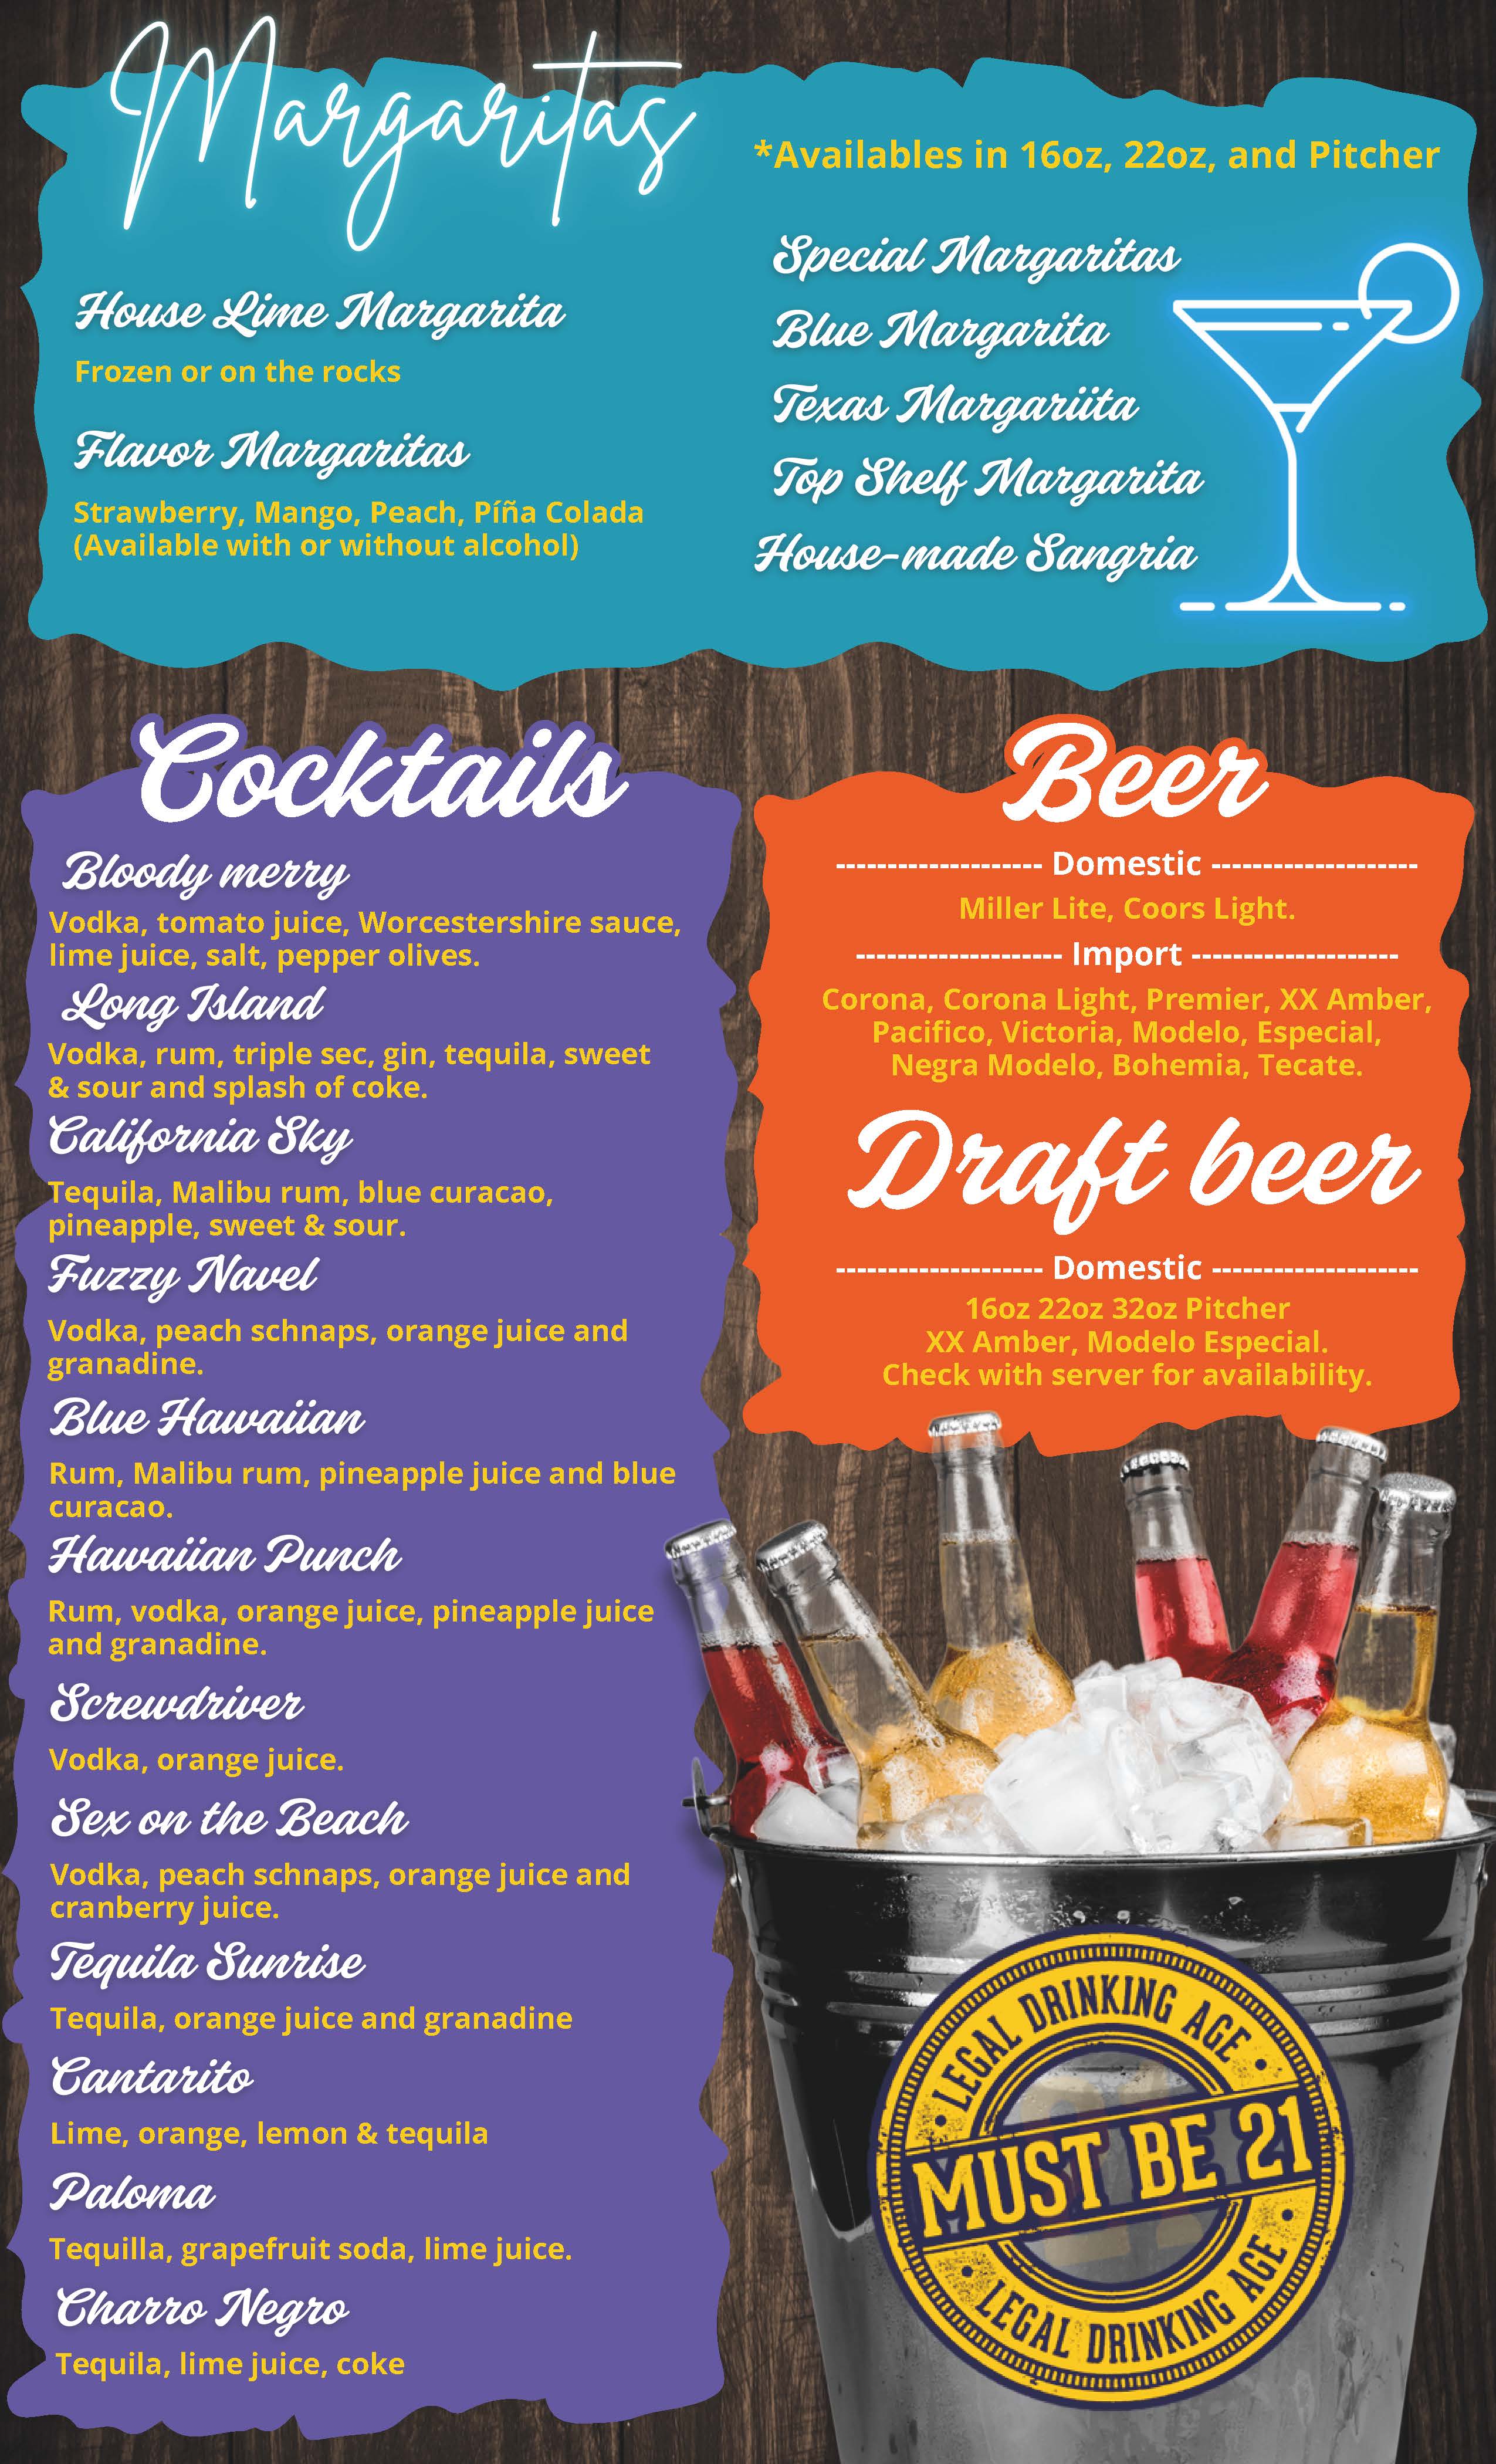 Margaritas
*Availables in 16oz, 22oz, and Pitcher
House Lime Margarita
Frozen or on the rocks
Flavor Margaritas
Strawberry, Mango, Peach, Píña Colada
(Available with or without alcohol)
Special Margaritas
Blue Margarita
Texas Margariita
Top Shelf Margarita
House-made Sangria
Cocktails
Bloody merry
Vodka, tomato juice, Worcestershire sauce,
lime juice, salt, pepper olives.
Long Island
Vodka, rum, triple sec, gin, tequila, sweet
& sour and splash of coke.
California Sky
Tequila, Malibu rum, blue curacao,
pineapple, sweet & sour.
Fuzzy Navel
Vodka, peach schnaps, orange juice and
granadine.
Blue Hawaiian
Rum, Malibu rum, pineapple juice and blue
curacao.
Hawaiian Punch
Rum, vodka, orange juice, pineapple juice
and granadine.
Screwdriver
Vodka, orange juice.
Sex on the Beach
Vodka, peach schnaps, orange juice and
cranberry juice.
Tequila Sunrise
Tequila, orange juice and granadine
Cantarito
Lime, orange, lemon & tequila
Paloma
Tequilla, grapefruit soda, lime juice.
Charro Negro
Tequila, lime juice, coke
Beer
-------------------- Domestic --------------------
Miller Lite, Coors Light.
-------------------- Import --------------------
Corona, Corona Light, Premier, XX Amber,
Pacifico, Victoria, Modelo, Especial,
Negra Modelo, Bohemia, Tecate.
Draft beer
-------------------- Domestic --------------------
16oz 22oz 32oz Pitcher
XX Amber, Modelo Especial.
Check with server for availability.
• LEGAL DRINKING AGE •
MUST BE 21
• LEGAL DRINKING AGE •